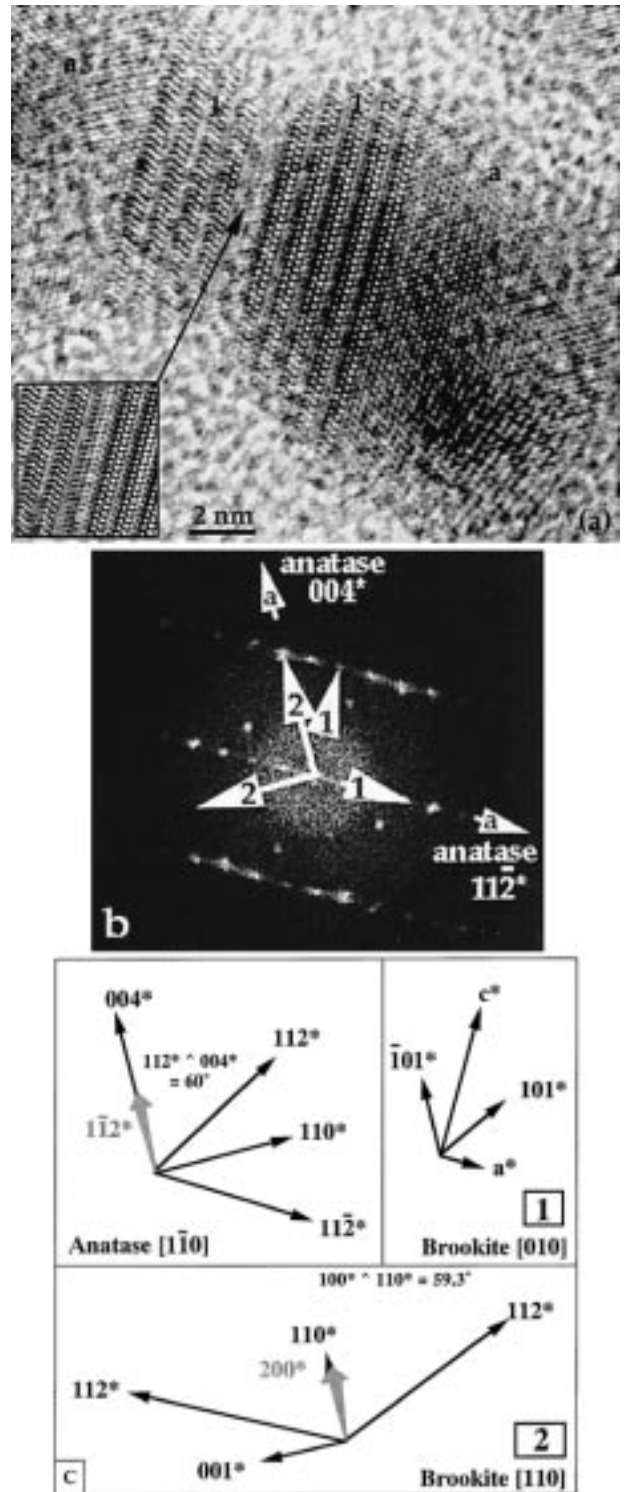 a
1
1
a
2 nm
(a)
anatase
004*
a
2
1
2
1
a
anatase
112̄*
b
004*
112* ^ 004*
= 60°
112*
11̄2*
110*
112̄*
Anatase [11̄0]
c*
1̄01*
101*
a*
1
Brookite [010]
100* ^ 110* = 59.3°
112*
110*
200*
112*
001*
2
C
Brookite [110]